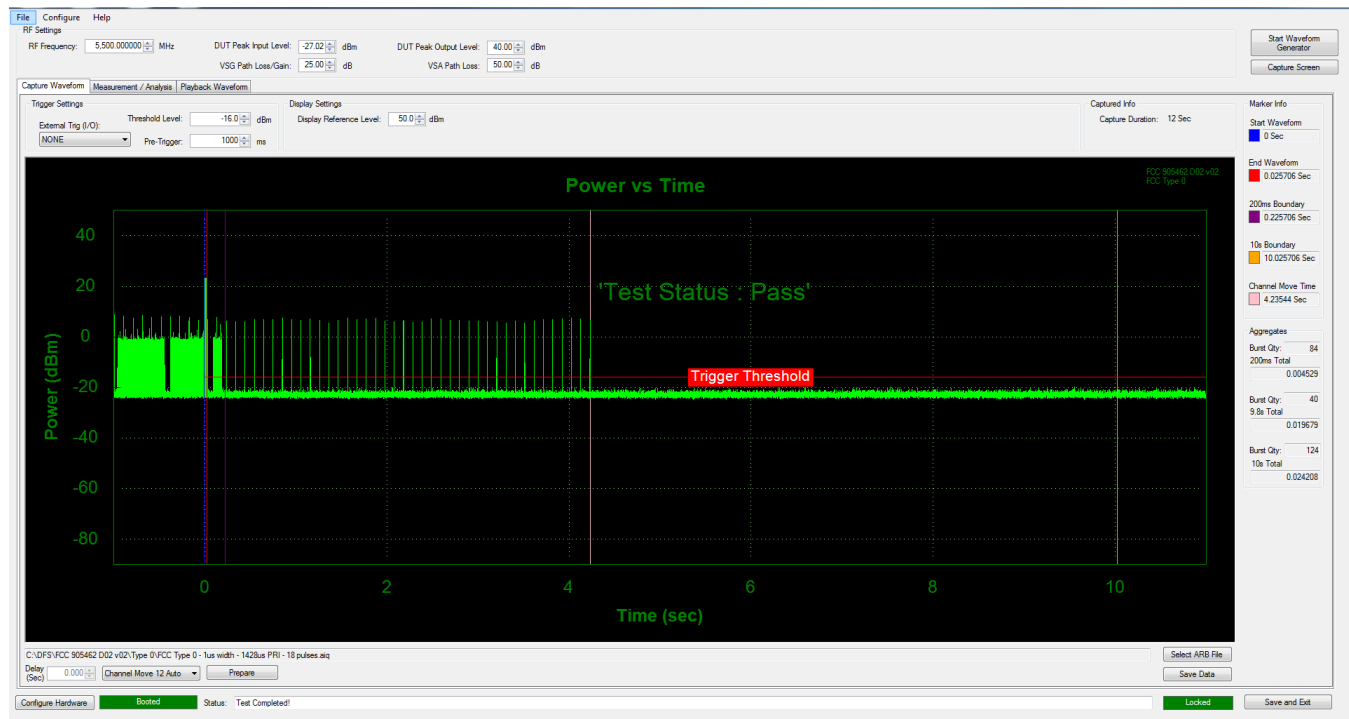 File Configure Help
RF Settings
RF Frequency: 5,500.000000 MHz DUT Peak Input Level: -27.02 dBm DUT Peak Output Level: 40.00 dBm
VSG Path Loss/Gain: 25.00 dB VSA Path Loss: 50.00 dB
Start Waveform
Generator
Capture Screen
Capture Waveform Measurement / Analysis Playback Waveform
Trigger Settings
External Trig (I/O):
NONE
Threshold Level: -16.0 dBm
Pre-Trigger: 1000 ms
Display Settings
Display Reference Level: 50.0 dBm
Captured Info
Capture Duration: 12 Sec
Marker Info
Start Waveform
0 Sec
End Waveform
0.025706 Sec
200ms Boundary
0.225706 Sec
10s Boundary
10.025706 Sec
Channel Move Time
4.23544 Sec
Aggregates
Burst Qty: 84
200ms Total
0.004529
Burst Qty: 40
9.8s Total
0.019679
Burst Qty: 124
10s Total
0.024208
Power vs Time
FCC 905462 D02 v02
FCC Type 0
Power (dBm)
40
20
0
-20
-40
-60
-80
'Test Status : Pass'
Trigger Threshold
0 2 4 6 8 10
Time (sec)
C:\DFS\FCC 905462 D02 v02\Type 0\FCC Type 0 - 1us width - 1428us PRI - 18 pulses.aiq
Select ARB File
Delay
(Sec) 0.000 Channel Move 12 Auto Prepare
Save Data
Configure Hardware Booted Status: Test Completed! Locked Save and Exit